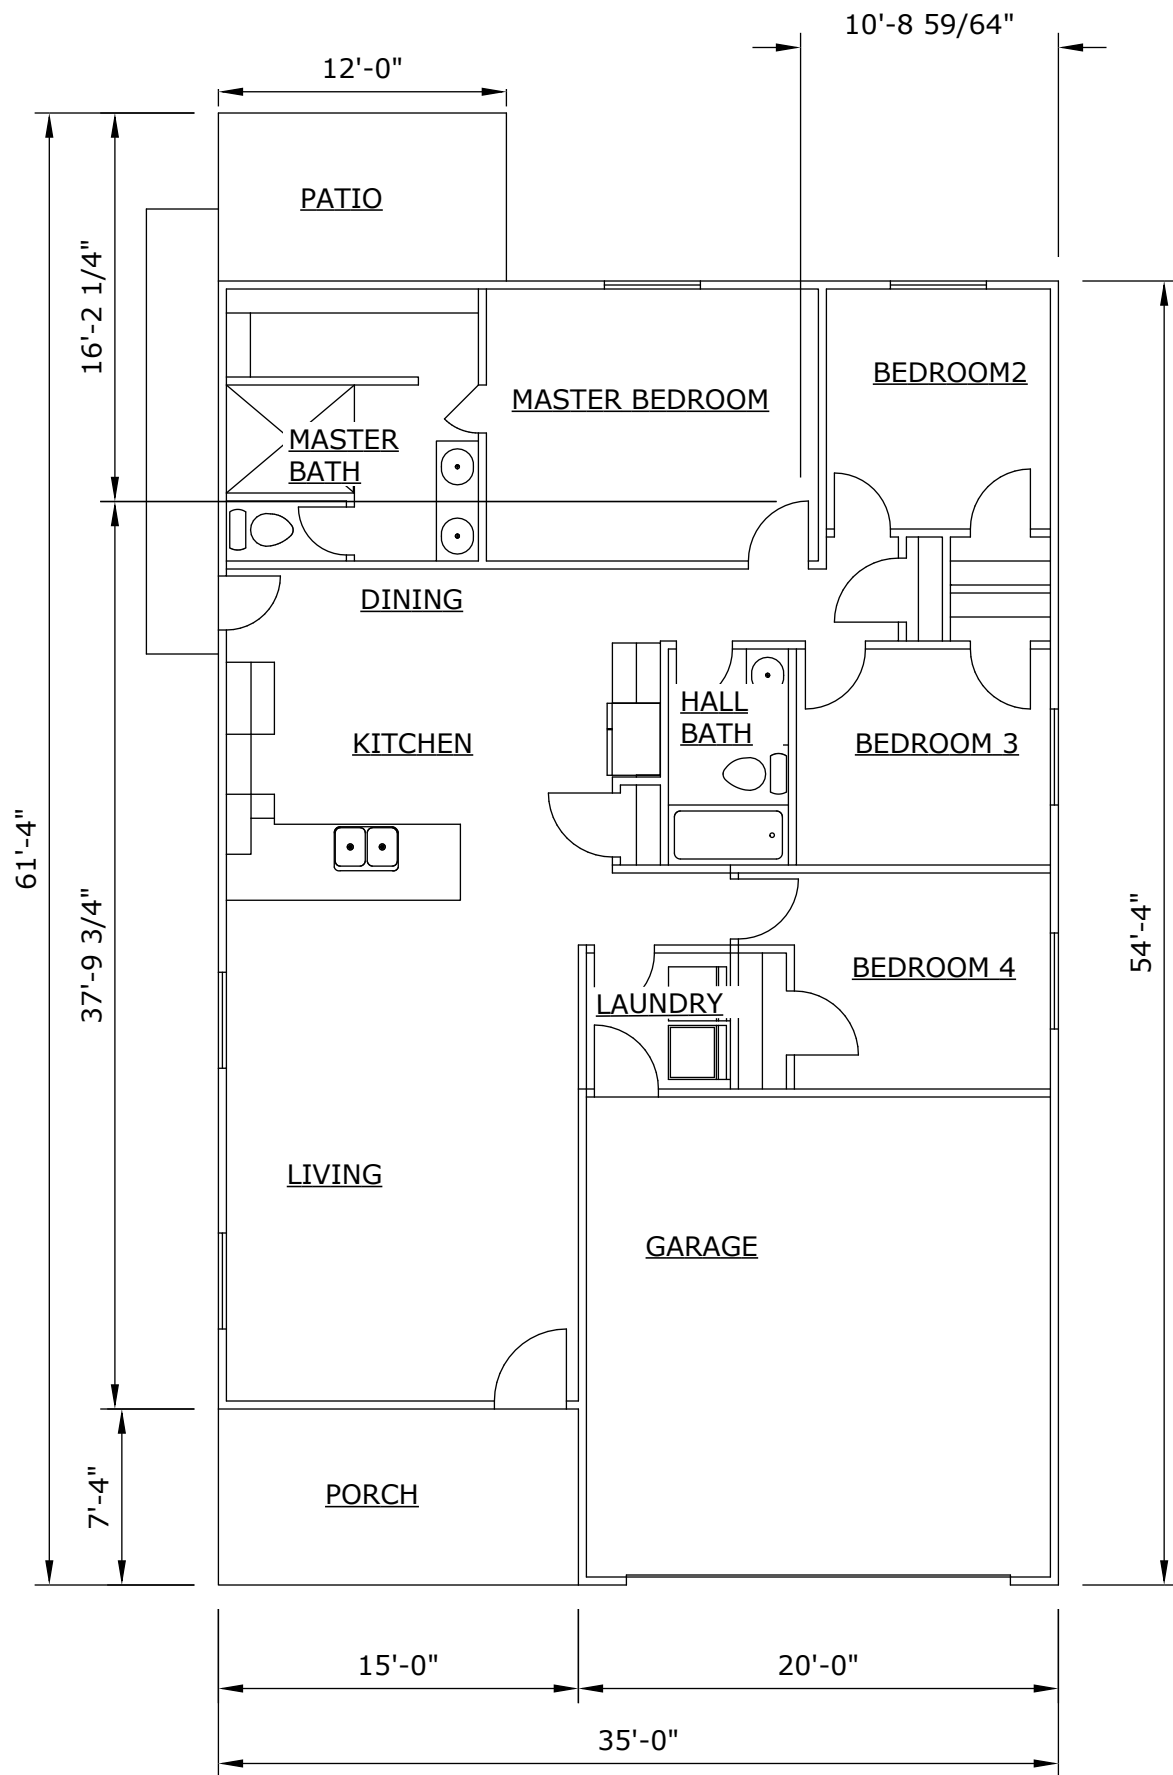 10'-8 59/64"
12'-0"
PATIO
16'-2 1/4"
BEDROOM2
MASTER BEDROOM
MASTER
BATH
DINING
HALL
BATH
KITCHEN
BEDROOM 3
61'-4"
37'-9 3/4"
54'-4"
BEDROOM 4
LAUNDRY
LIVING
GARAGE
PORCH
7'-4"
15'-0"
20'-0"
35'-0"